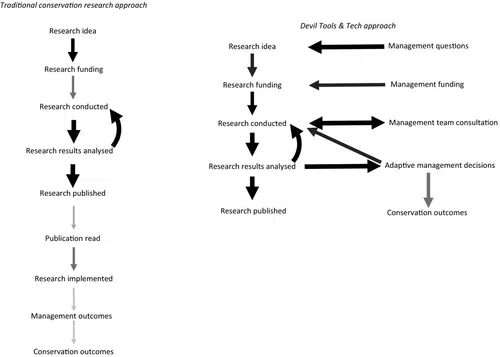 Traditional conservation research approach
Research idea
Research funding
Research conducted
Research results analysed
Research published
Publication read
Research implemented
Management outcomes
Conservation outcomes
Devil Tools & Tech approach
Research idea
Management questions
Research funding
Management funding
Research conducted
Management team consultation
Research results analysed
Adaptive management decisions
Research published
Conservation outcomes